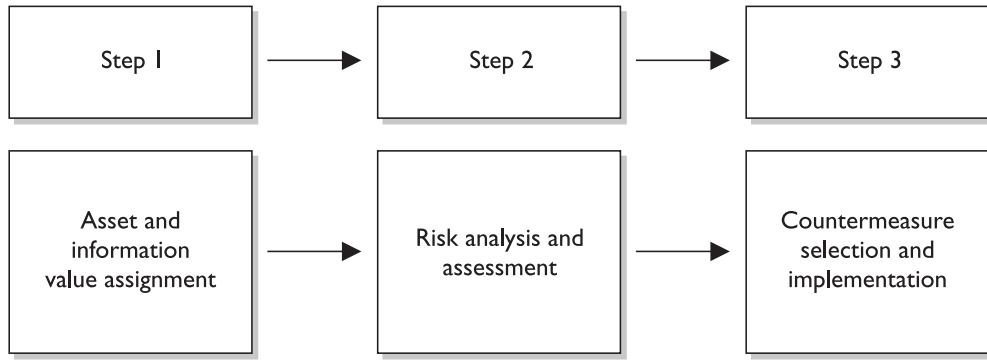 Step 1
Step 2
Step 3
Asset and
information
value assignment
Risk analysis and
assessment
Countermeasure
selection and
implementation